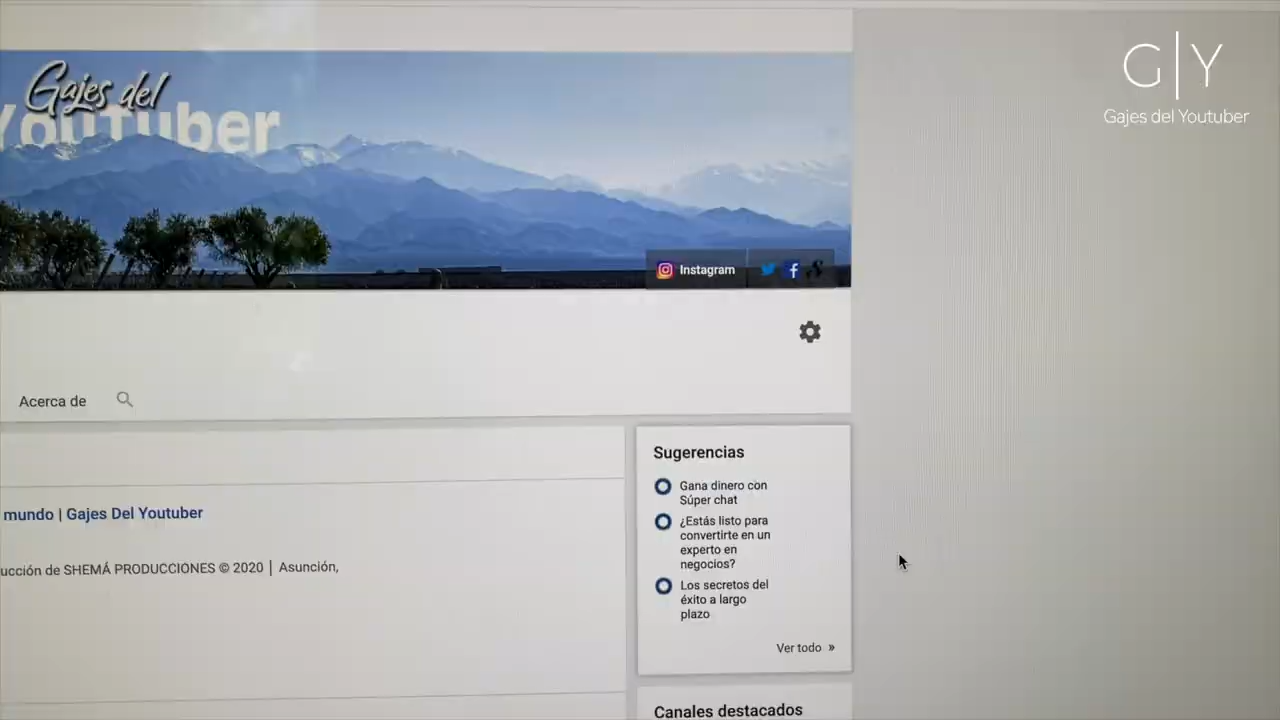 Gajes del
YouTuber
G|Y
Gajes del Youtuber
Instagram
Acerca de
mundo | Gajes Del Youtuber
ucción de SHEMÁ PRODUCCIONES © 2020 | Asunción,
Sugerencias
Gana dinero con
Súper chat
¿Estás listo para
convertirte en un
experto en
negocios?
Los secretos del
éxito a largo
plazo
Ver todo »
Canales destacados